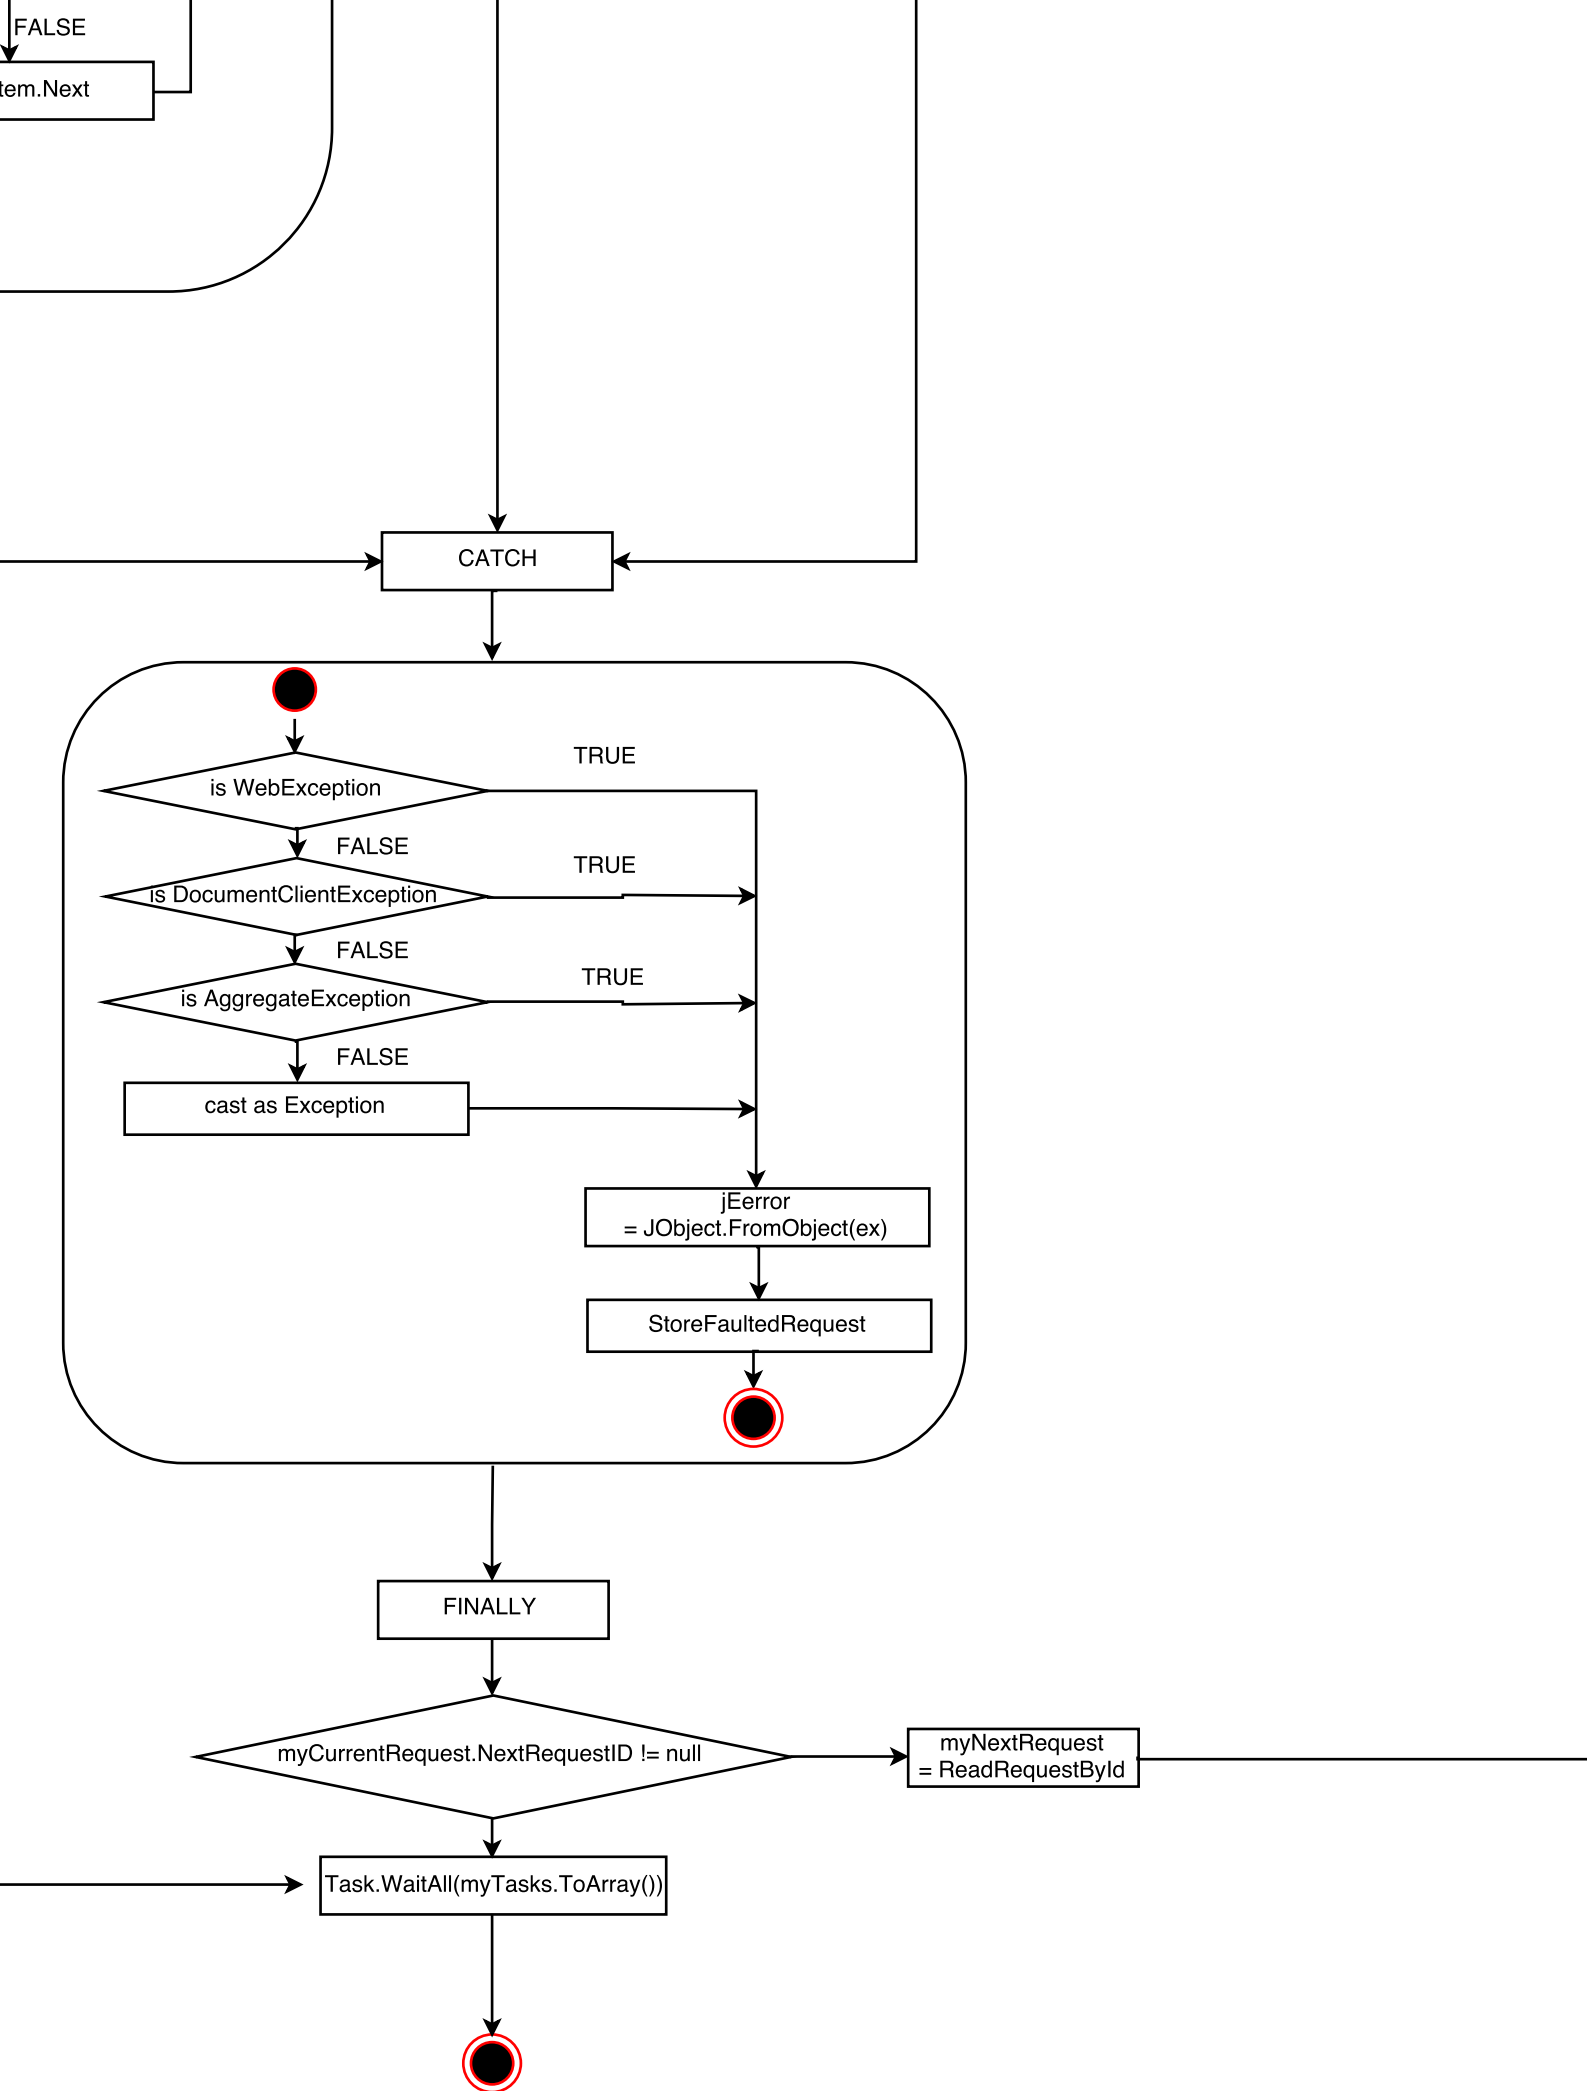 FALSE
tem.Next
CATCH
TRUE
is WebException
FALSE
TRUE
is DocumentClientException
FALSE
TRUE
is AggregateException
FALSE
cast as Exception
jEerror
= JObject.FromObject(ex)
StoreFaultedRequest
FINALLY
myCurrentRequest.NextRequestID != null
myNextRequest
= ReadRequestById
Task.WaitAll(myTasks.ToArray())